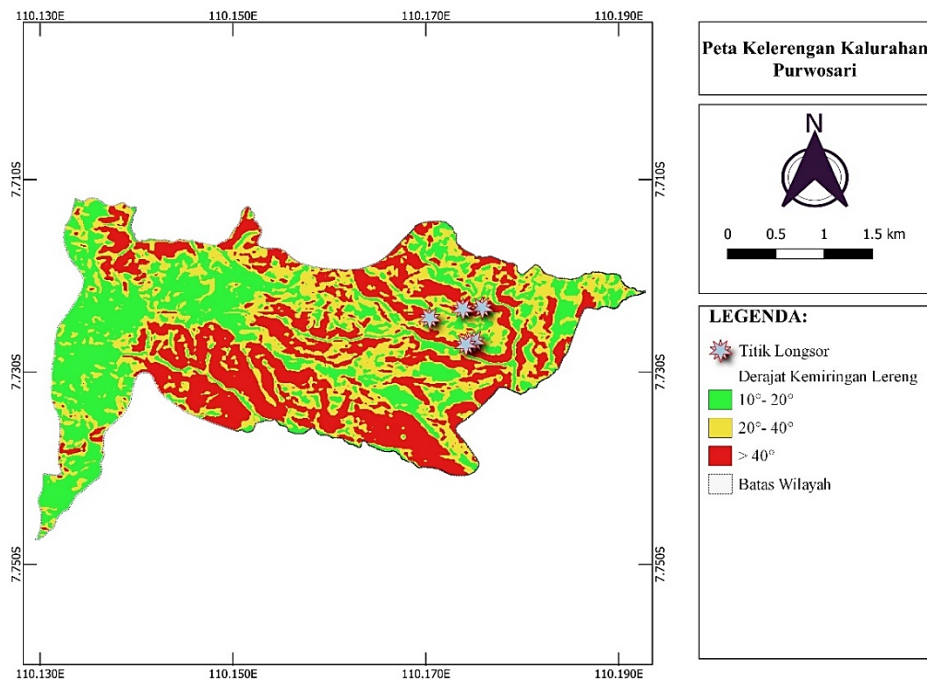 110.130E
110.150E
110.170E
110.190E
7.710S
7.710S
7.730S
7.730S
7.750S
7.750S
110.130E
110.150E
110.170E
110.190E
Peta Kelerengan Kalurahan
Purwosari
N
0 0.5 1 1.5 km
LEGENDA:
Titik Longsor
Derajat Kemiringan Lereng
10°- 20°
20°- 40°
> 40°
Batas Wilayah